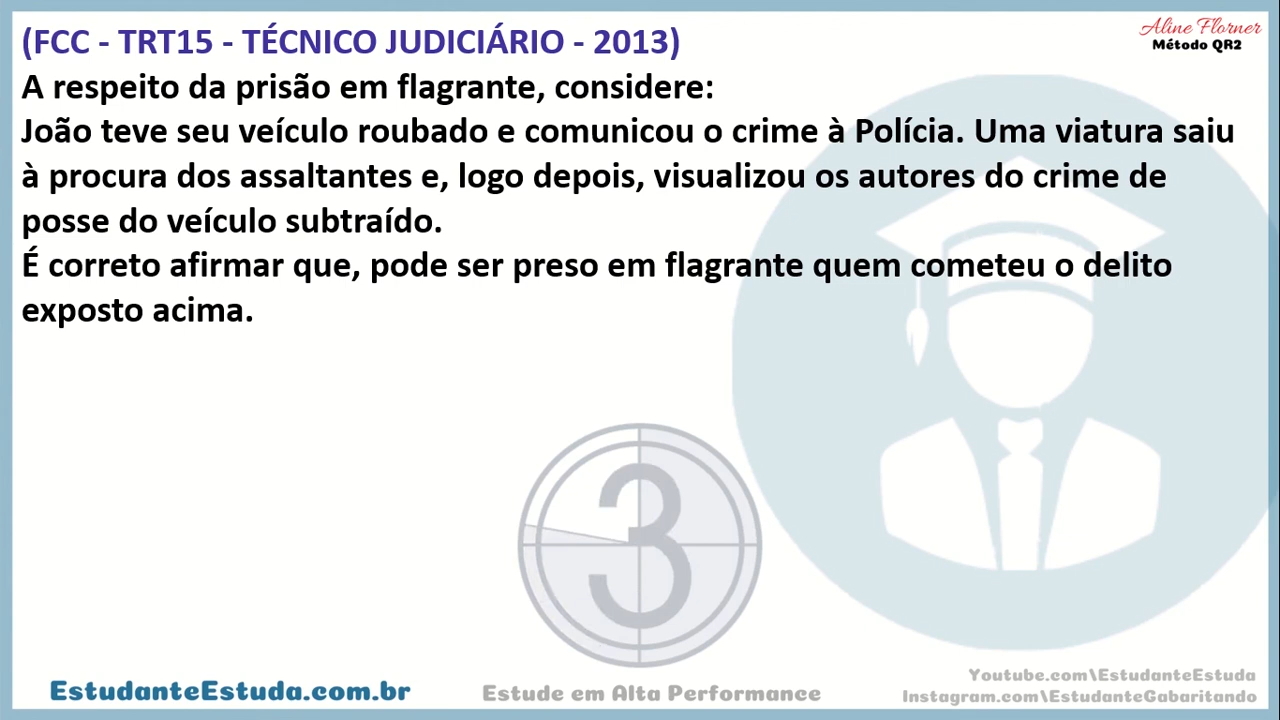 (FCC - TRT15 - TÉCNICO JUDICIÁRIO - 2013)
Aline Florner
Método QR2
A respeito da prisão em flagrante, considere:
João teve seu veículo roubado e comunicou o crime à Polícia. Uma viatura saiu
à procura dos assaltantes e, logo depois, visualizou os autores do crime de
posse do veículo subtraído.
É correto afirmar que, pode ser preso em flagrante quem cometeu o delito
exposto acima.
3
EstudanteEstuda.com.br
Estude em Alta Performance
Youtube.com\EstudanteEstuda
Instagram.com\EstudanteGabaritando